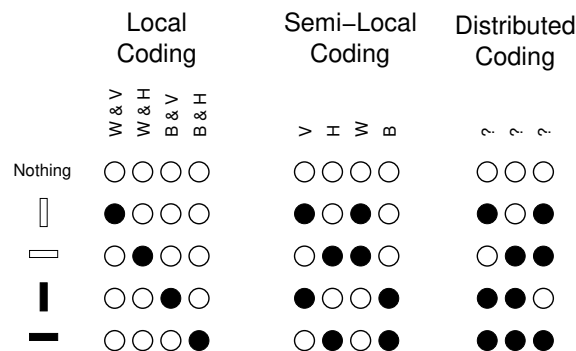 Local Coding
Semi-Local Coding
Distributed Coding
W & V
W & H
B & V
B & H
V
H
W
B
?
?
?
Nothing